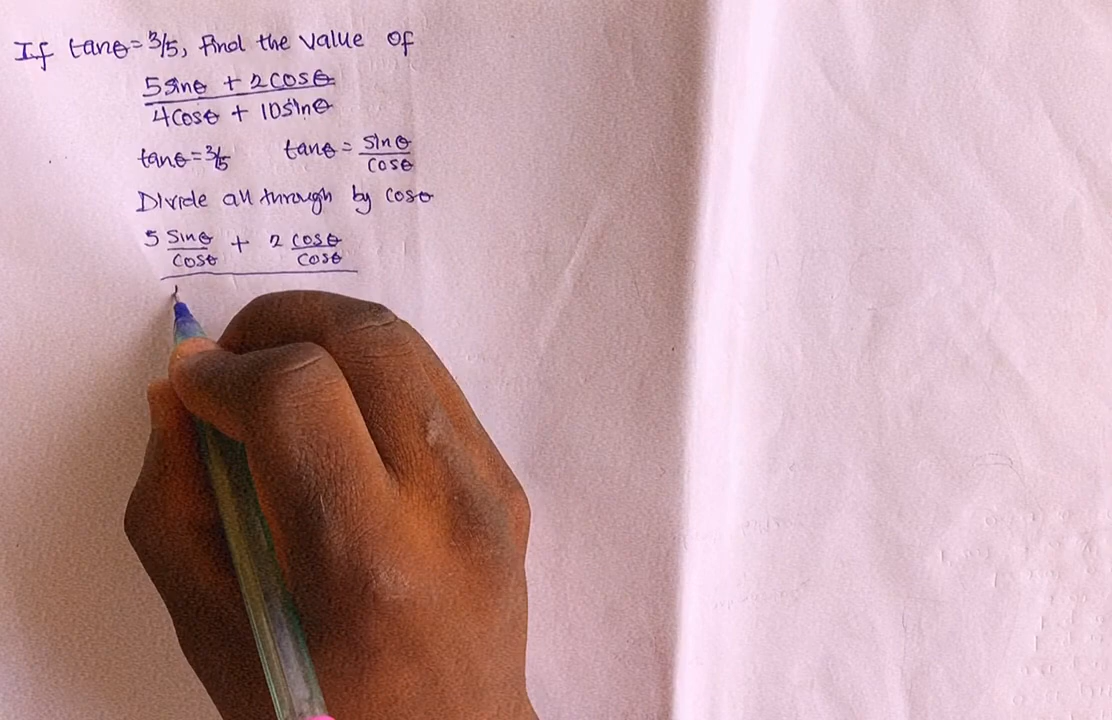 If tanθ = 3/5, Find the value of
5sinθ + 2cosθ
4cosθ + 10sinθ
tanθ = 3/5 tanθ = sinθ/cosθ
Divide all through by cosθ
5 sinθ/cosθ + 2 cosθ/cosθ